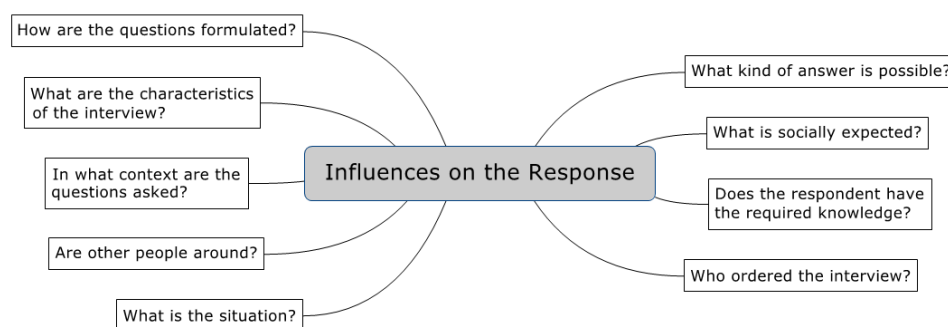 How are the questions formulated?
What are the characteristics
of the interview?
In what context are the
questions asked?
Are other people around?
What is the situation?
Influences on the Response
What kind of answer is possible?
What is socially expected?
Does the respondent have
the required knowledge?
Who ordered the interview?